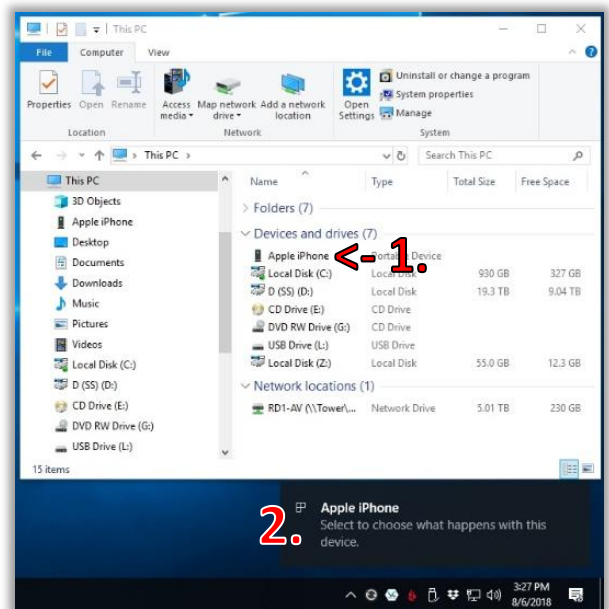 This PC
File Computer View
Properties Open Rename Access media Map network drive Add a network location Open Settings Uninstall or change a program
System properties
Manage
Location Network System
This PC Search This PC
This PC
3D Objects
Apple iPhone
Desktop
Documents
Downloads
Music
Pictures
Videos
Local Disk (C:)
D (SS) (D:)
CD Drive (E:)
DVD RW Drive (G:)
USB Drive (L:)
Name Type Total Size Free Space
Folders (7)
Devices and drives (7)
Apple iPhone <- 1. Portable Device
Local Disk (C:) Local Disk 930 GB 327 GB
D (SS) (D:) Local Disk 19.3 TB 9.04 TB
CD Drive (E:) CD Drive
DVD RW Drive (G:) CD Drive
USB Drive (L:) USB Drive
Local Disk (Z:) Local Disk 55.0 GB 12.3 GB
Network locations (1)
RD1-AV (\\Tower\... Network Drive 5.01 TB 230 GB
15 items
2. Apple iPhone
Select to choose what happens with this
device.
3:27 PM
8/6/2018